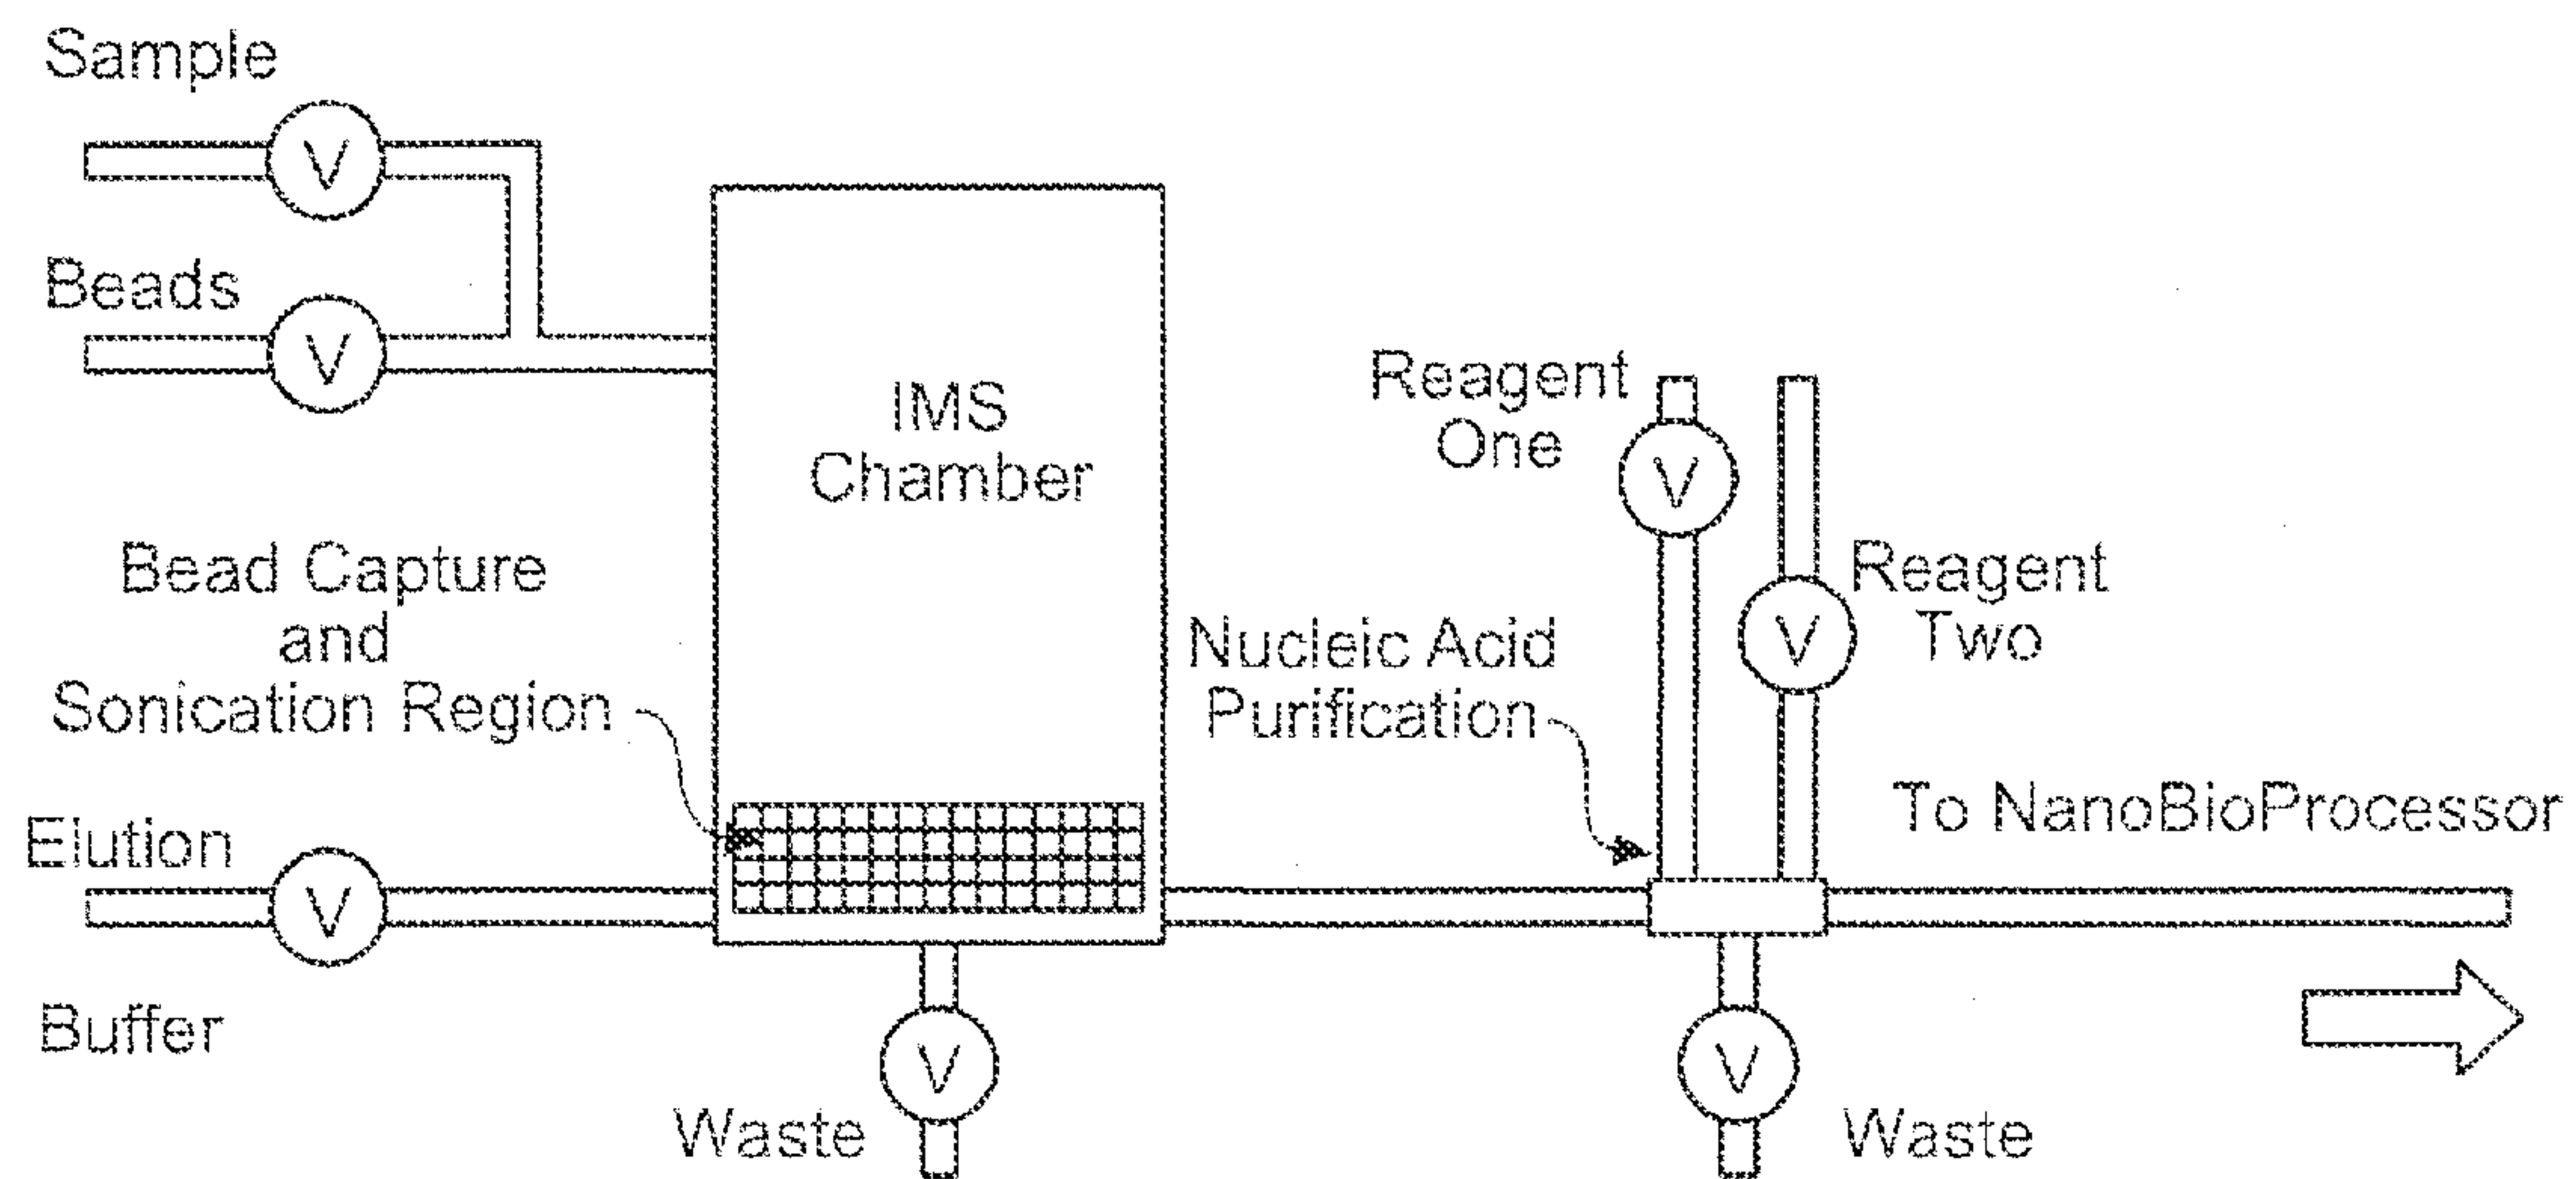 Sample
V
Beads
V
IMS
Chamber
Bead Capture
and
Sonication Region
Elution
V
Buffer
V
Waste
Reagent
One
V
Reagent
Two
V
Nucleic Acid
Purification
To NanoBioProcessor
V
Waste